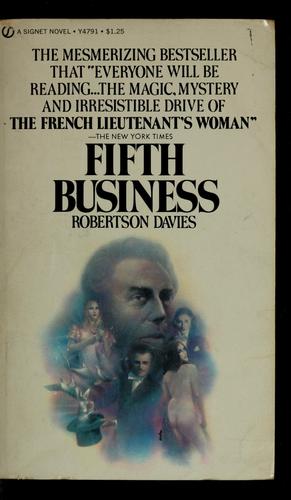 A SIGNET NOVEL • Y4791 • $1.25
THE MESMERIZING BESTSELLER
THAT "EVERYONE WILL BE
READING...THE MAGIC, MYSTERY
AND IRRESISTIBLE DRIVE OF
THE FRENCH LIEUTENANT'S WOMAN"
—THE NEW YORK TIMES
FIFTH
BUSINESS
ROBERTSON DAVIES